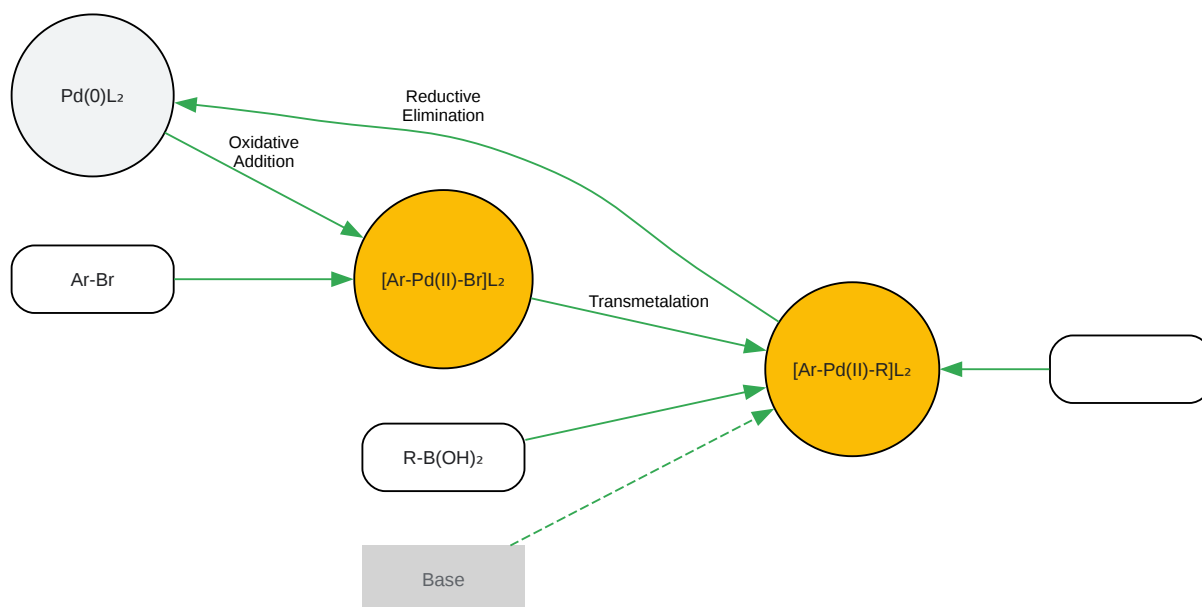 Pd(0)L₂
Reductive
Elimination
Oxidative
Addition
Ar-Br
[Ar-Pd(II)-Br]L₂
Transmetalation
[Ar-Pd(II)-R]L₂
R-B(OH)₂
Base